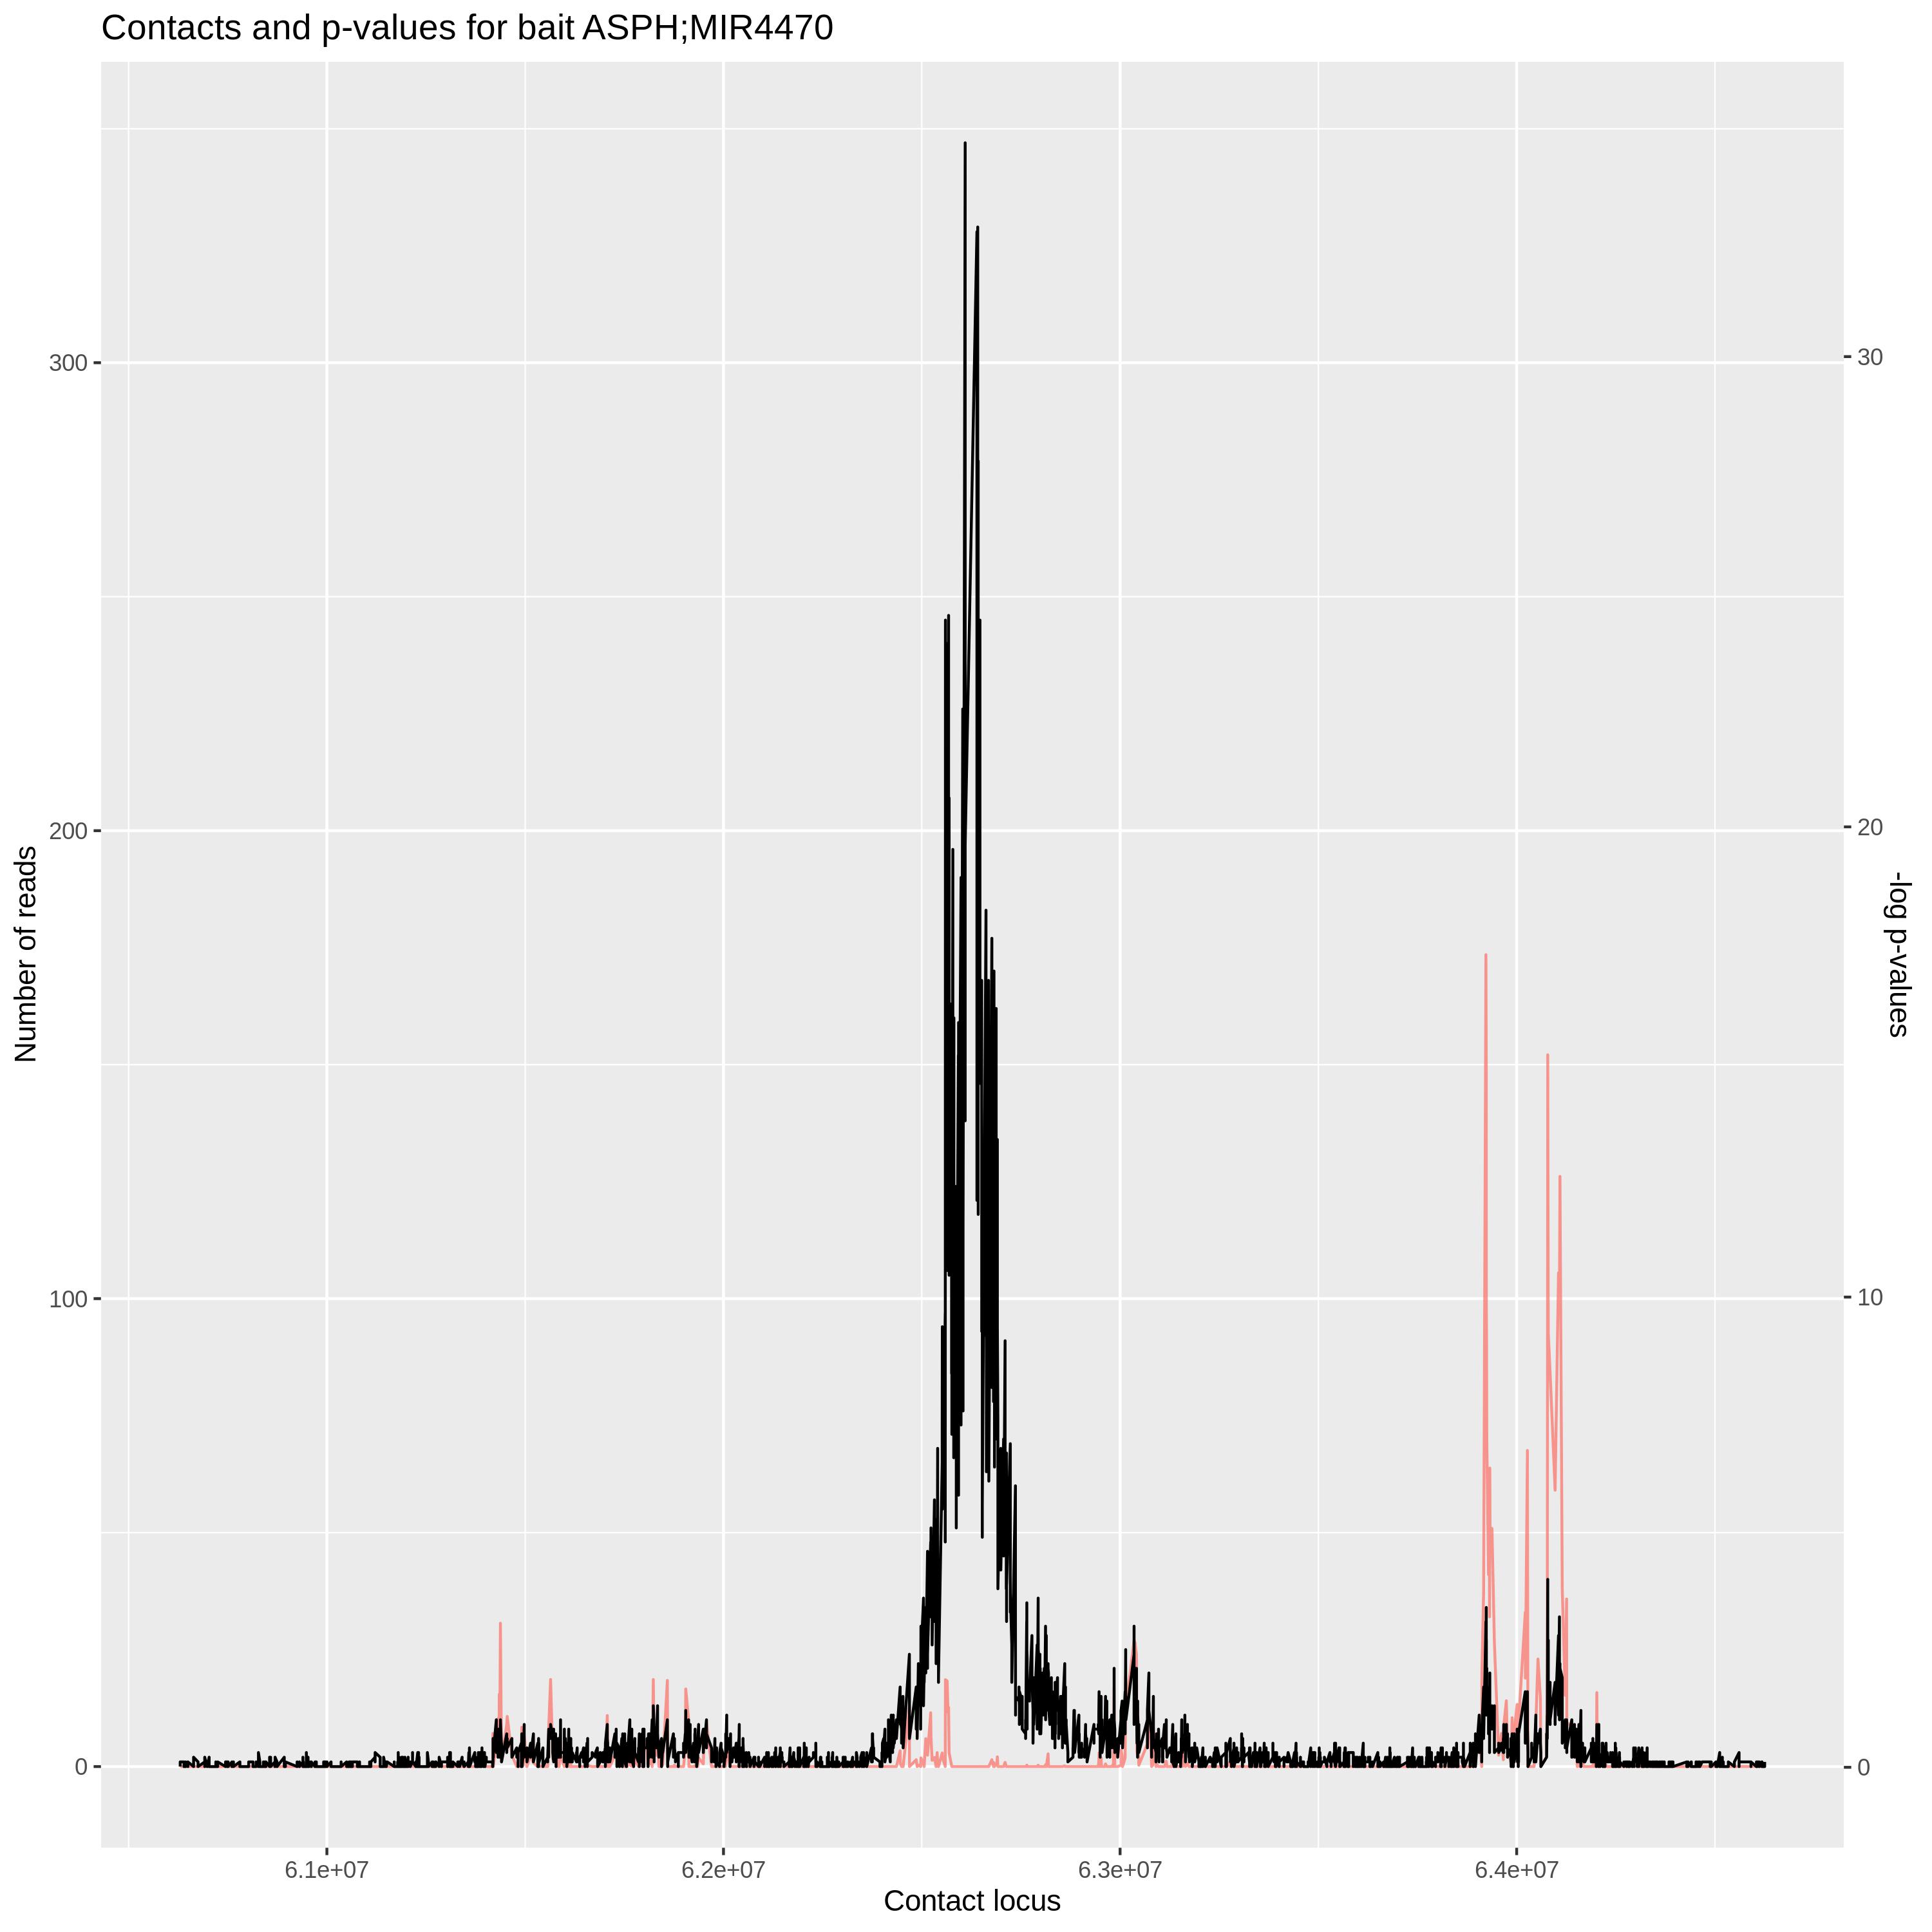 Contacts and p-values for bait ASPH;MIR4470
300
200
100
0
Number of reads
30
20
10
0
-log p-values
6.1e+07
6.2e+07
6.3e+07
6.4e+07
Contact locus